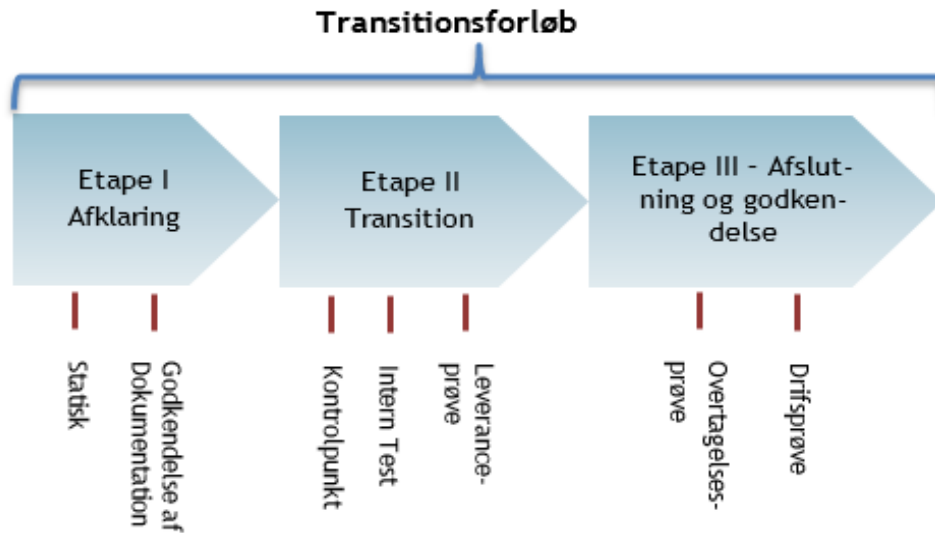 Transitionsforløb
Etape I
Afklaring
Etape II
Transition
Etape III - Afslut-
ning og godken-
delse
Statisk
Godkendelse af
Dokumentation
Kontrolpunkt
Intern Test
Leverance-
prøve
Overtagelses-
prøve
Drifsprøve